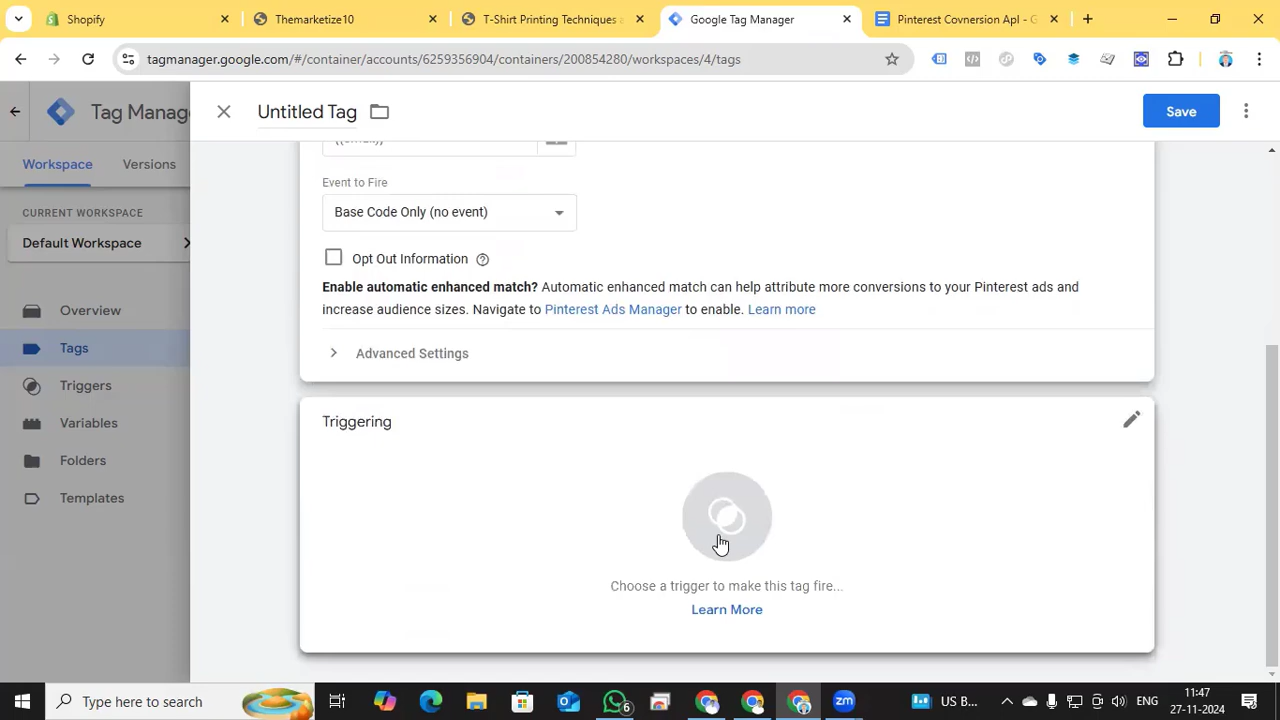 Shopify
Themarketize10
T-Shirt Printing Techniques
Google Tag Manager
Pinterest Covnersion ApI - G
tagmanager.google.com/#/container/accounts/6259356904/containers/200854280/workspaces/4/tags
Tag Manag
Untitled Tag
Save
Workspace
Versions
CURRENT WORKSPACE
Default Workspace
Overview
Tags
Triggers
Variables
Folders
Templates
Event to Fire
Base Code Only (no event)
Opt Out Information
Enable automatic enhanced match? Automatic enhanced match can help attribute more conversions to your Pinterest ads and
increase audience sizes. Navigate to Pinterest Ads Manager to enable. Learn more
Advanced Settings
Triggering
Choose a trigger to make this tag fire...
Learn More
Type here to search
6
US B...
ENG
11:47
27-11-2024